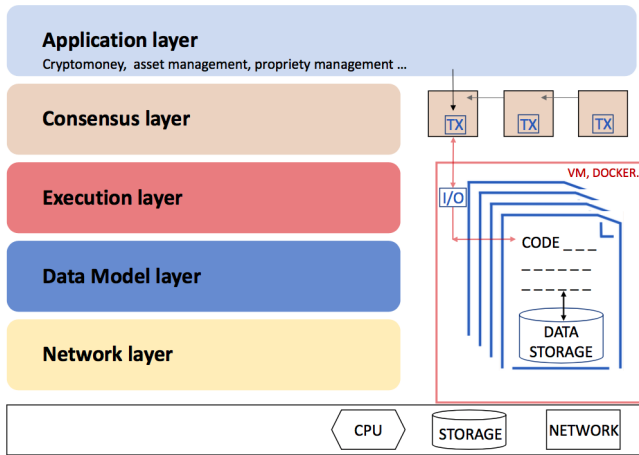 Application layer
Cryptomoney, asset management, propriety management ...
Consensus layer
TX
TX
TX
Execution layer
VM, DOCKER.
I/O
CODE
Data Model layer
DATA
STORAGE
Network layer
CPU
STORAGE
NETWORK